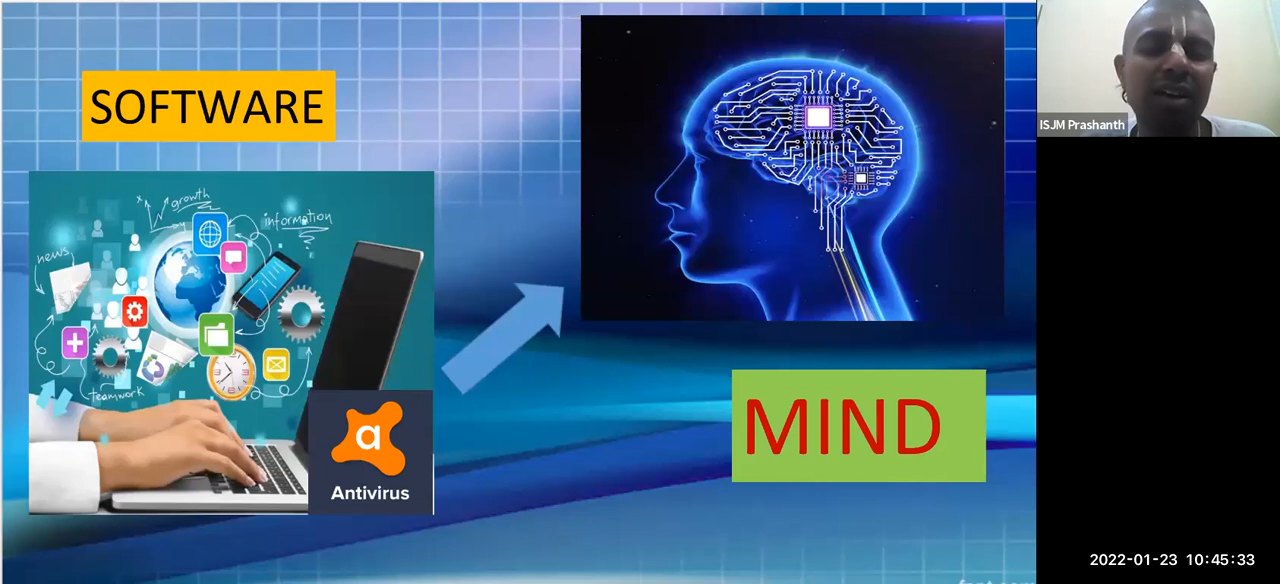 SOFTWARE
growth
information
news
teamwork
a
Antivirus
MIND
ISJM Prashanth
2022-01-23 10:45:33